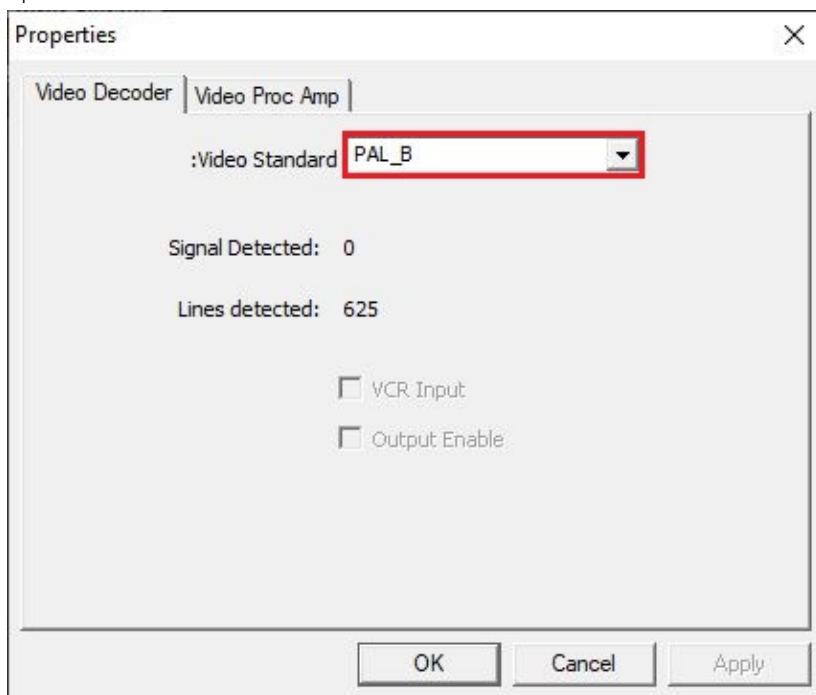 Properties
Video Decoder
Video Proc Amp
:Video Standard PAL_B
Signal Detected: 0
Lines detected: 625
VCR Input
Output Enable
OK Cancel Apply